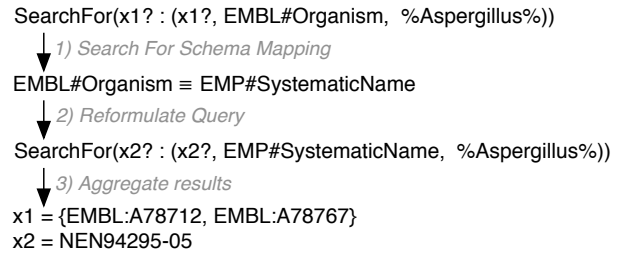 SearchFor(x1? : (x1?, EMBL#Organism, %Aspergillus%))
1) Search For Schema Mapping
EMBL#Organism ≡ EMP#SystematicName
2) Reformulate Query
SearchFor(x2? : (x2?, EMP#SystematicName, %Aspergillus%))
3) Aggregate results
x1 = {EMBL:A78712, EMBL:A78767}
x2 = NEN94295-05